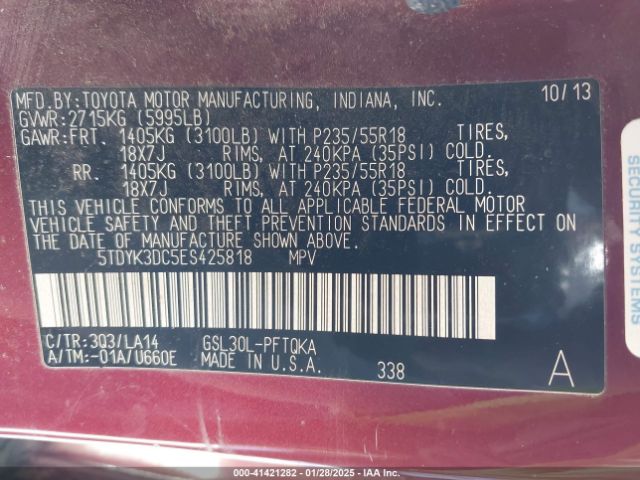 MFD.BY:TOYOTA MOTOR MANUFACTURING, INDIANA, INC. 10/13
GVWR:2715KG (5995LB)
GAWR:FRT. 1405KG (3100LB) WITH P235/55R18 TIRES,
18X7J RIMS, AT 240KPA (35PSI) COLD.
RR. 1405KG (3100LB) WITH P235/55R18 TIRES,
18X7J RIMS, AT 240KPA (35PSI) COLD.
THIS VEHICLE CONFORMS TO ALL APPLICABLE FEDERAL MOTOR
VEHICLE SAFETY AND THEFT PREVENTION STANDARDS IN EFFECT ON
THE DATE OF MANUFACTURE SHOWN ABOVE.
5TDYK3DC5ES425818 MPV
C/TR:3Q3/LA14 GSL30L-PFTQKA
A/TM:-01A/U660E MADE IN U.S.A. 338 A
SECURITY SYSTEMS
00-41421282 - 01/28/2025 - IAA Inc.